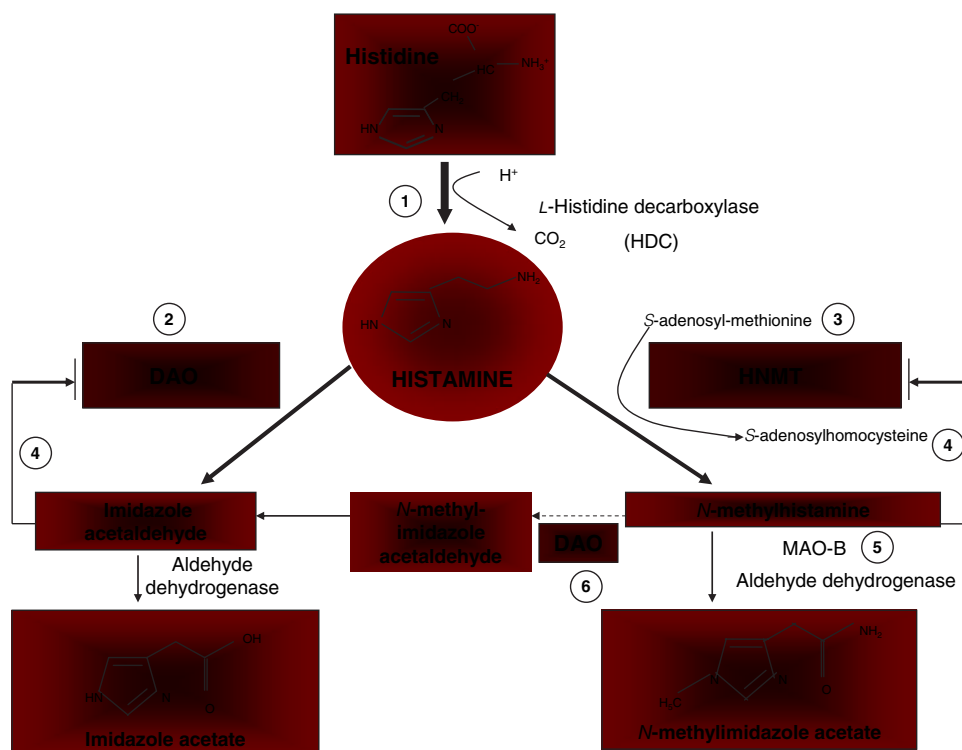 Histidine
COO
HC
NH₃⁺
CH₂
HN
N
1
H⁺
L-Histidine decarboxylase
CO₂
(HDC)
NH₂
HN
N
HISTAMINE
2
DAO
S-adenosyl-methionine
3
HNMT
S-adenosylhomocysteine
4
4
Imidazole
acetaldehyde
N-methyl-
imidazole
acetaldehyde
DAO
6
N-methylhistamine
MAO-B
5
Aldehyde dehydrogenase
Aldehyde
dehydrogenase
OH
HN
N
O
Imidazole acetate
NH₂
N
N
O
H₃C
N-methylimidazole acetate